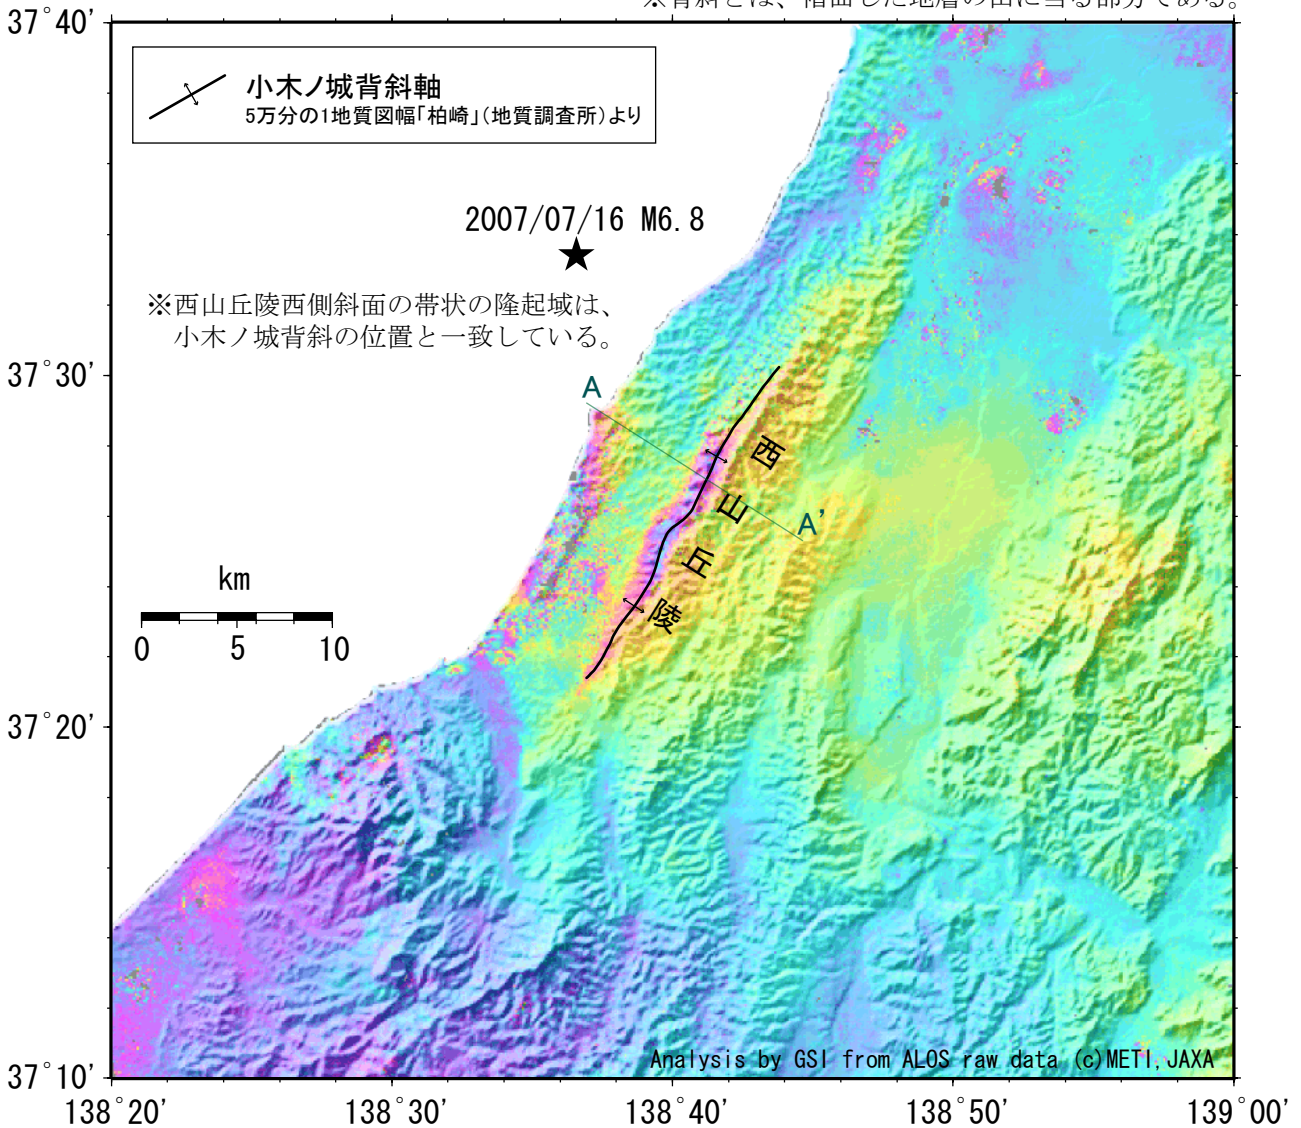 ※背斜とは、褶曲した地層の山に当る部分である。
37°40'
小木ノ城背斜軸
5万分の1地質図幅「柏崎」(地質調査所)より
2007/07/16 M6.8
※西山丘陵西側斜面の帯状の隆起域は、
小木ノ城背斜の位置と一致している。
37°30'
A
西
山
A'
丘
陵
km
0 5 10
37°20'
Analysis by GSI from ALOS raw data (c)METI, JAXA
37°10'
138°20' 138°30' 138°40' 138°50' 139°00'